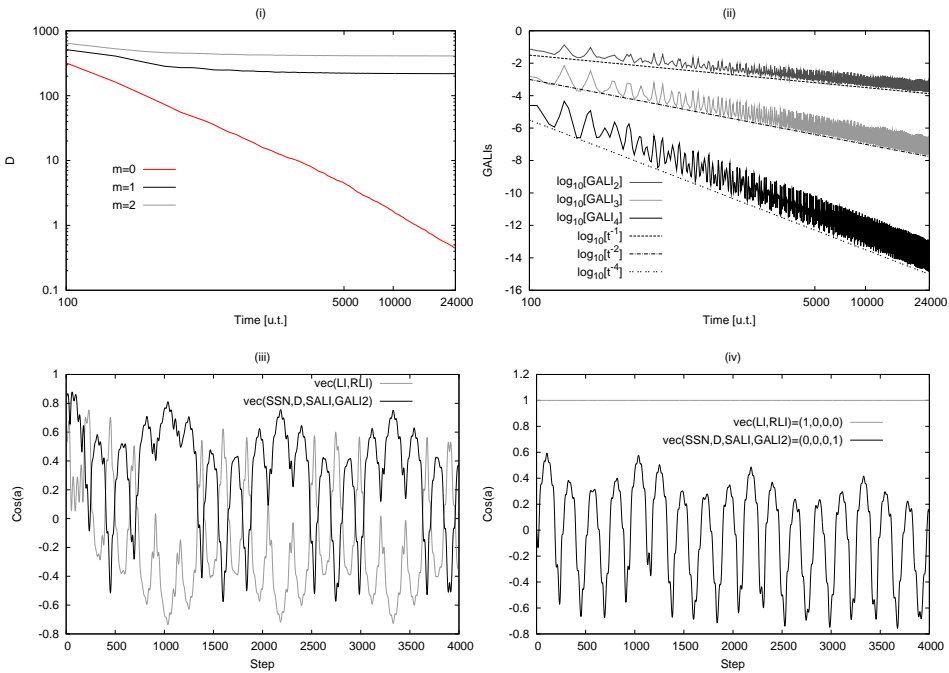 (i)
1000
100
10
1
0.1
D
m=0
m=1
m=2
100 5000 10000 24000
Time [u.t.]
(ii)
0
-2
-4
-6
-8
-10
-12
-14
-16
GALIs
log10[GALI2]
log10[GALI3]
log10[GALI4]
log10[t-1]
log10[t-2]
log10[t-4]
100 5000 10000 24000
Time [u.t.]
(iii)
1
0.8
0.6
0.4
0.2
0
-0.2
-0.4
-0.6
-0.8
Cos(a)
vec(LI,RLI)
vec(SSN,D,SALI,GALI2)
0 500 1000 1500 2000 2500 3000 3500 4000
Step
(iv)
1.2
1
0.8
0.6
0.4
0.2
0
-0.2
-0.4
-0.6
-0.8
Cos(a)
vec(LI,RLI)=(1,0,0,0)
vec(SSN,D,SALI,GALI2)=(0,0,0,1)
0 500 1000 1500 2000 2500 3000 3500 4000
Step